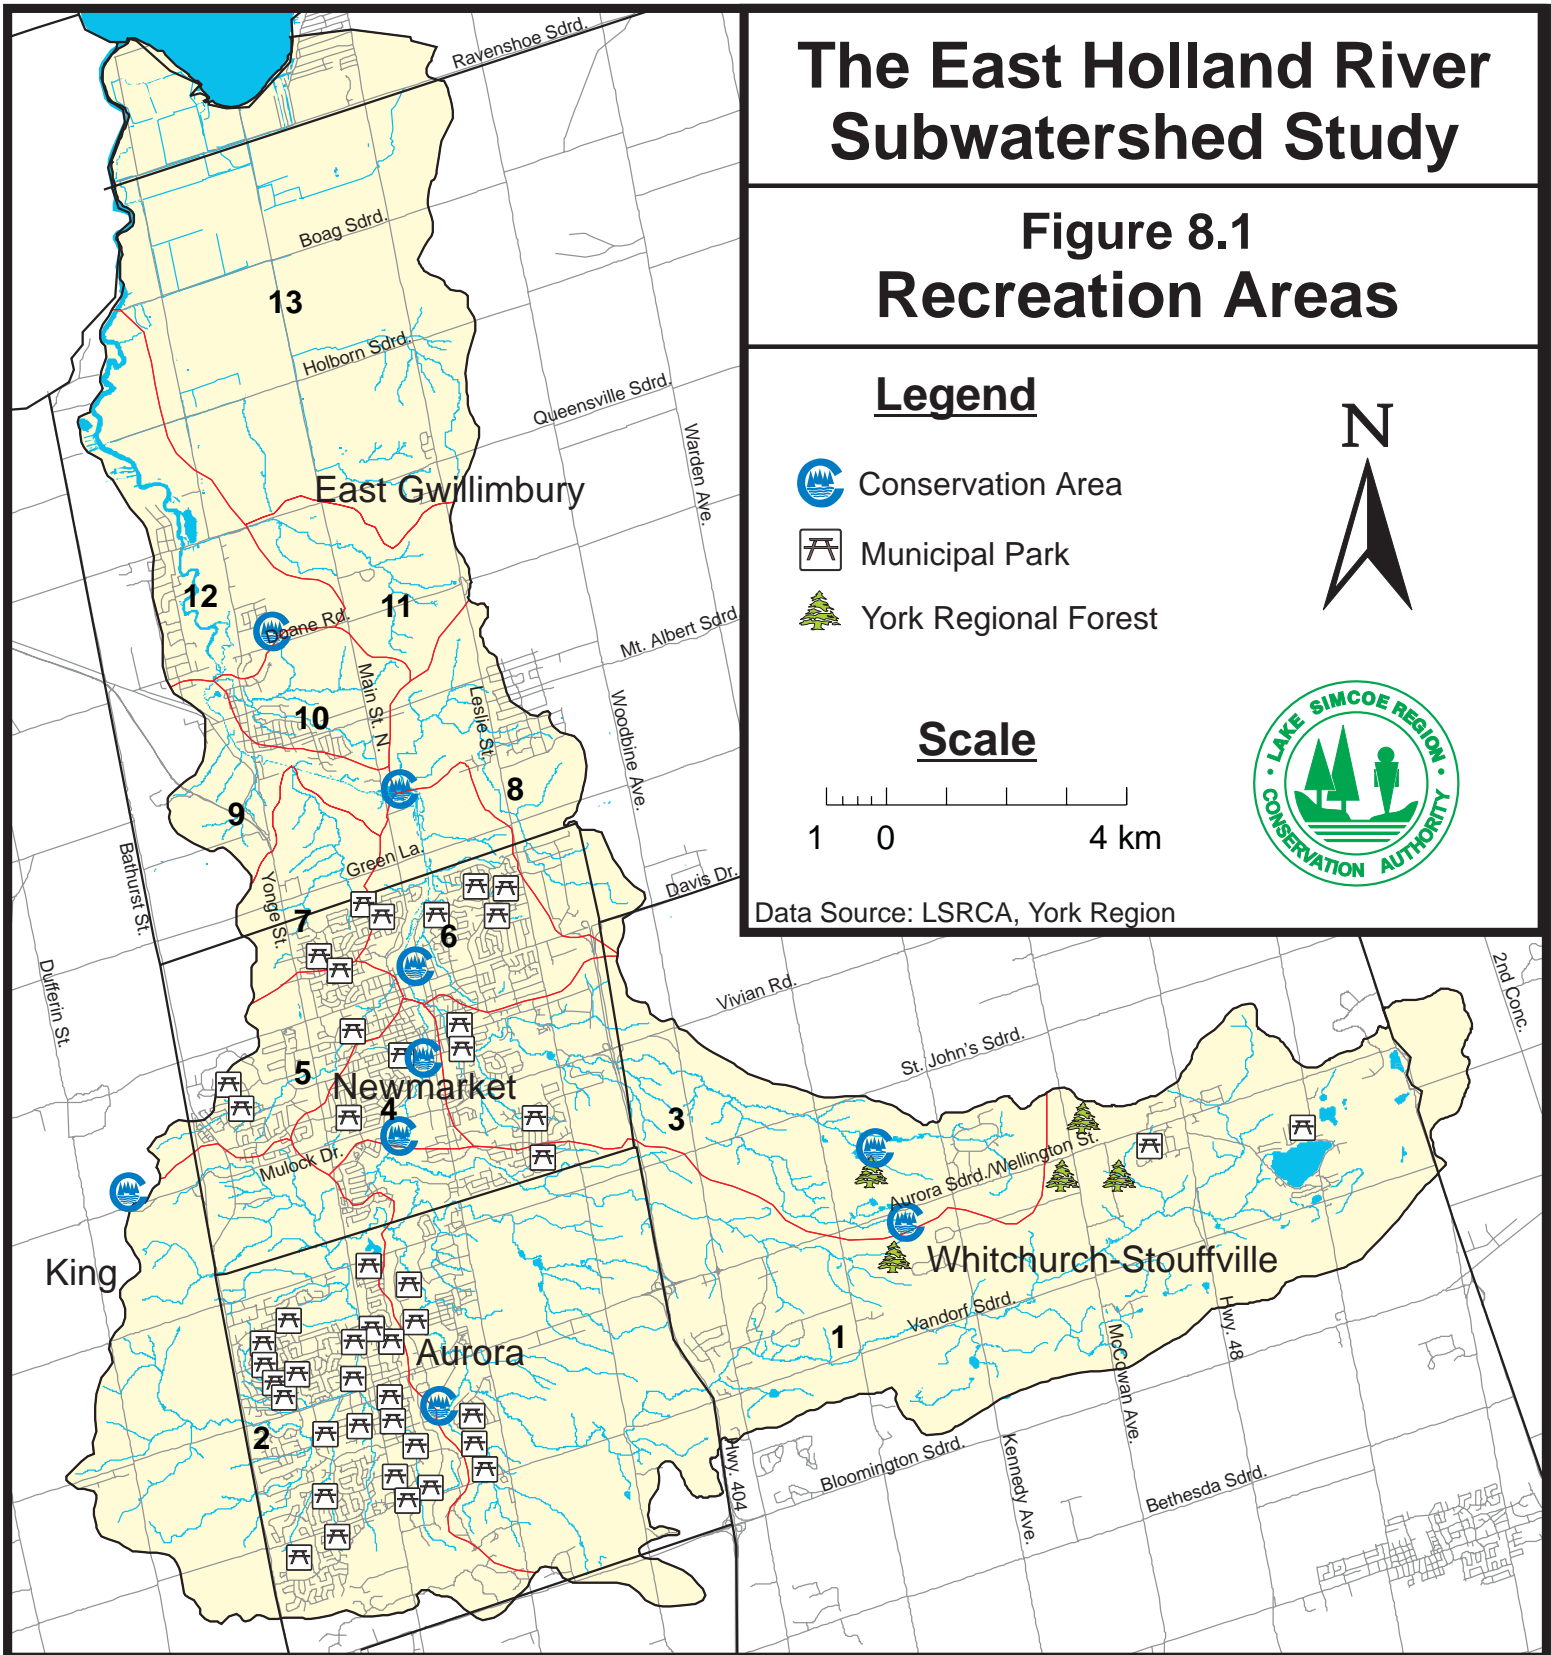 The East Holland River
Subwatershed Study
Figure 8.1
Recreation Areas
Legend
Conservation Area
Municipal Park
York Regional Forest
N
Scale
1 0 4 km
LAKE SIMCOE REGION
CONSERVATION AUTHORITY
Data Source: LSRCA, York Region
Ravenshoe Sdrd.
Boag Sdrd.
13
Holborn Sdrd.
Queensville Sdrd.
Warden Ave.
East Gwillimbury
12
11
Doane Rd.
Mt. Albert Sdrd.
Main St. N.
Leslie St.
Woodbine Ave.
10
9
8
Bathurst St.
Green La.
Yonge St.
Davis Dr.
7
6
Dufferin St.
Vivian Rd.
2nd Conc.
St. John's Sdrd.
5
Newmarket
4
3
Mulock Dr.
Aurora Sdrd./Wellington St.
King
Whitchurch-Stouffville
Vandorf Sdrd.
1
Aurora
McCowan Ave.
Hwy. 48
2
Hwy. 404
Bloomington Sdrd.
Kennedy Ave.
Bethesda Sdrd.